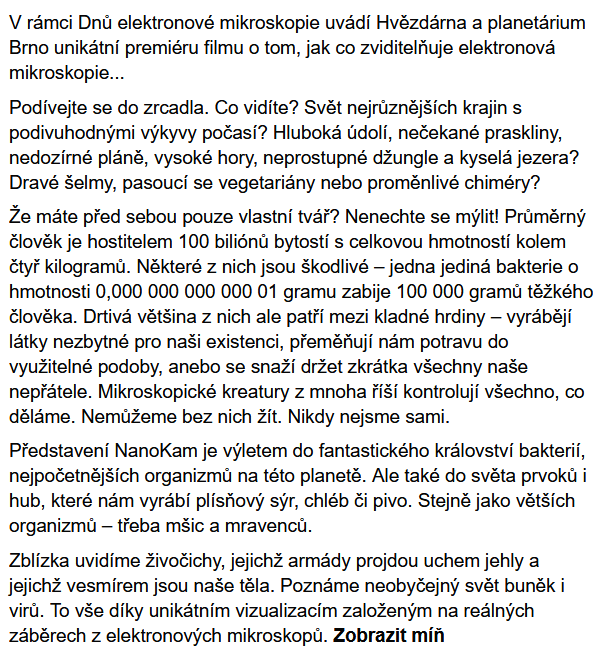 V rámci Dnů elektronové mikroskopie uvádí Hvězdárna a planetárium
Brno unikátní premiéru filmu o tom, jak co zviditelňuje elektronová
mikroskopie...
Podívejte se do zrcadla. Co vidíte? Svět nejrůznějších krajin s
podivuhodnými výkyvy počasí? Hluboká údolí, nečekané praskliny,
nedozírné pláně, vysoké hory, neprostupné džungle a kyselá jezera?
Dravé šelmy, pasoucí se vegetariány nebo proměnlivé chiméry?
Že máte před sebou pouze vlastní tvář? Nenechte se mýlit! Průměrný
člověk je hostitelem 100 biliónů bytostí s celkovou hmotností kolem
čtyř kilogramů. Některé z nich jsou škodlivé – jedna jediná bakterie o
hmotnosti 0,000 000 000 000 01 gramu zabije 100 000 gramů těžkého
člověka. Drtivá většina z nich ale patří mezi kladné hrdiny – vyrábějí
látky nezbytné pro naši existenci, přeměňují nám potravu do
využitelné podoby, anebo se snaží držet zkrátka všechny naše
nepřátele. Mikroskopické kreatury z mnoha říší kontrolují všechno, co
děláme. Nemůžeme bez nich žít. Nikdy nejsme sami.
Představení NanoKam je výletem do fantastického království bakterií,
nejpočetnějších organizmů na této planetě. Ale také do světa prvoků i
hub, které nám vyrábí plísňový sýr, chléb či pivo. Stejně jako větších
organizmů – třeba mšic a mravenců.
Zblízka uvidíme živočichy, jejichž armády projdou uchem jehly a
jejichž vesmírem jsou naše těla. Poznáme neobyčejný svět buněk i
virů. To vše díky unikátním vizualizacím založeným na reálných
záběrech z elektronových mikroskopů. Zobrazit míň